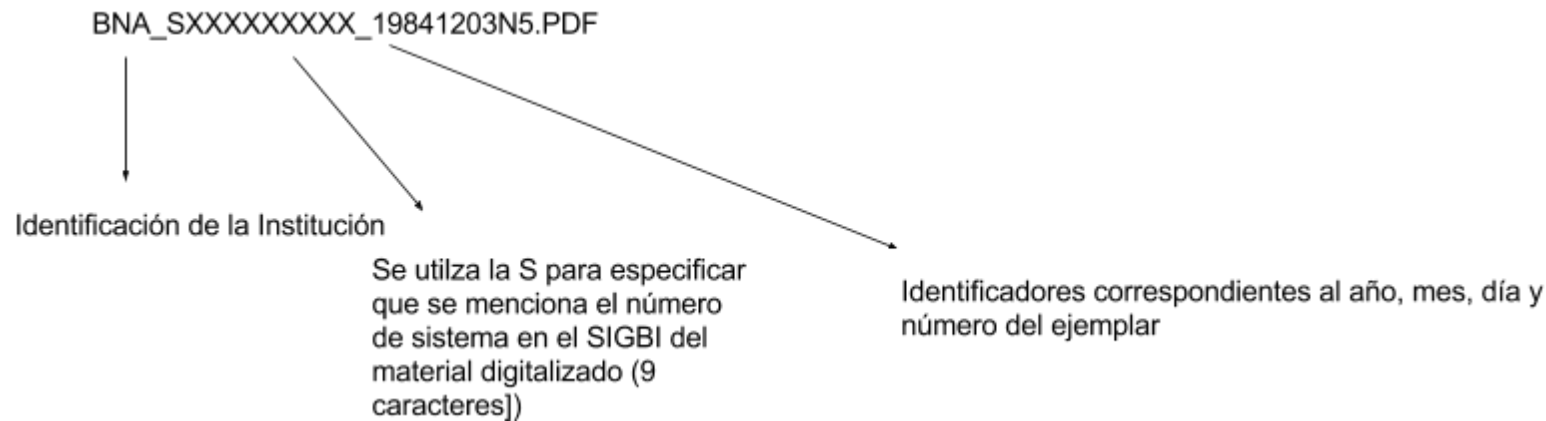 BNA_SXXXXXXXXX_19841203N5.PDF
Identificación de la Institución
Se utilza la S para especificar
que se menciona el número
de sistema en el SIGBI del
material digitalizado (9
caracteres])
Identificadores correspondientes al año, mes, día y
número del ejemplar